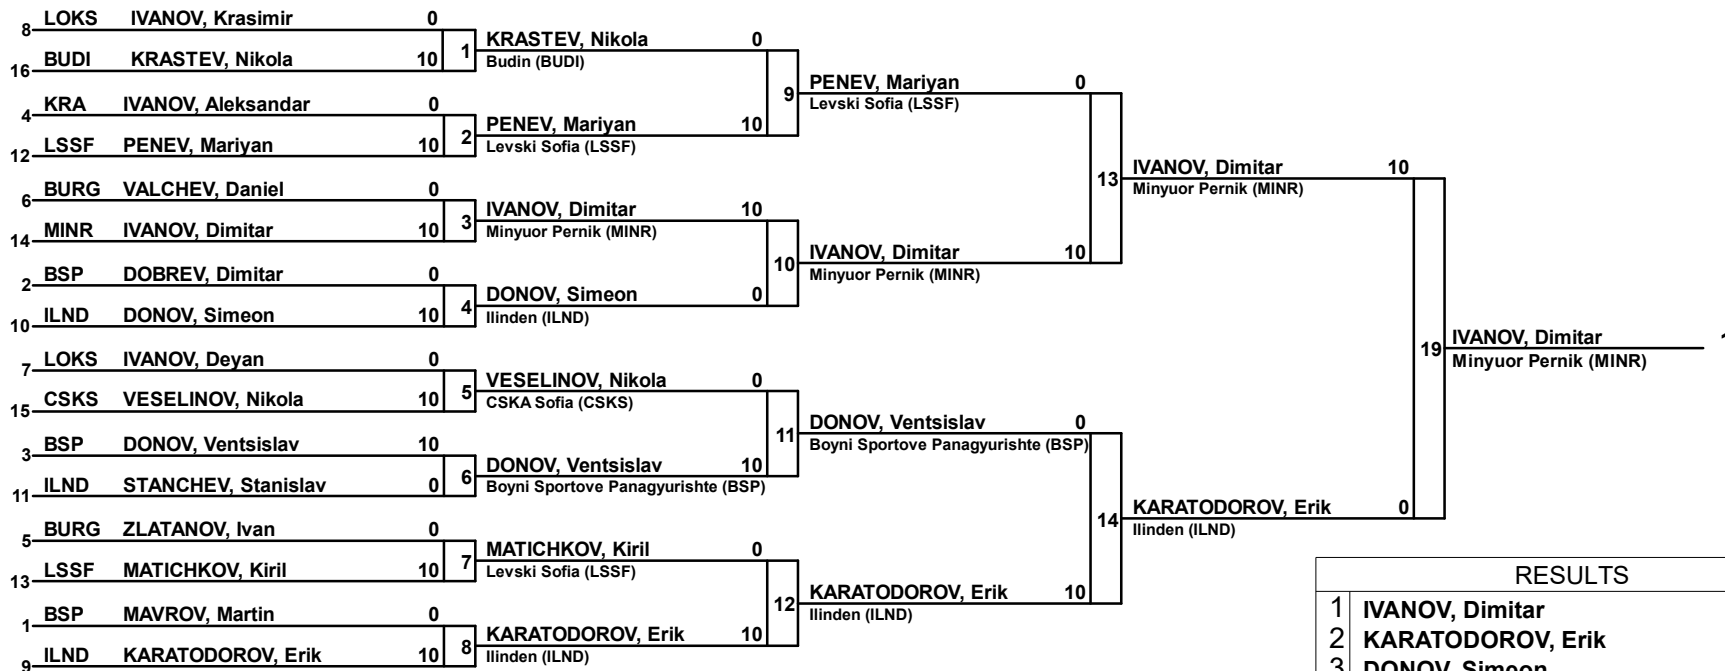 LOKS IVANOV, Krasimir 0
8
BUDI KRASTEV, Nikola 10
16
1
KRASTEV, Nikola 0
Budin (BUDI)
KRA IVANOV, Aleksandar 0
4
LSSF PENEV, Mariyan 10
12
2
PENEV, Mariyan 10
Levski Sofia (LSSF)
9
PENEV, Mariyan 0
Levski Sofia (LSSF)
BURG VALCHEV, Daniel 0
6
MINR IVANOV, Dimitar 10
14
3
IVANOV, Dimitar 10
Minyuor Pernik (MINR)
BSP DOBREV, Dimitar 0
2
ILND DONOV, Simeon 10
10
4
DONOV, Simeon 0
Ilinden (ILND)
10
IVANOV, Dimitar 10
Minyuor Pernik (MINR)
13
IVANOV, Dimitar 10
Minyuor Pernik (MINR)
LOKS IVANOV, Deyan 0
7
CSKS VESELINOV, Nikola 10
15
5
VESELINOV, Nikola 0
CSKA Sofia (CSKS)
BSP DONOV, Ventsislav 10
3
ILND STANCHEV, Stanislav 0
11
6
DONOV, Ventsislav 10
Boyni Sportove Panagyurishte (BSP)
11
DONOV, Ventsislav 0
Boyni Sportove Panagyurishte (BSP)
BURG ZLATANOV, Ivan 0
5
LSSF MATICHKOV, Kiril 10
13
7
MATICHKOV, Kiril 0
Levski Sofia (LSSF)
BSP MAVROV, Martin 0
1
ILND KARATODOROV, Erik 10
9
8
KARATODOROV, Erik 10
Ilinden (ILND)
12
KARATODOROV, Erik 10
Ilinden (ILND)
14
KARATODOROV, Erik 0
Ilinden (ILND)
19
IVANOV, Dimitar
Minyuor Pernik (MINR)
RESULTS
1 IVANOV, Dimitar
2 KARATODOROV, Erik
3 DONOV, Simeon